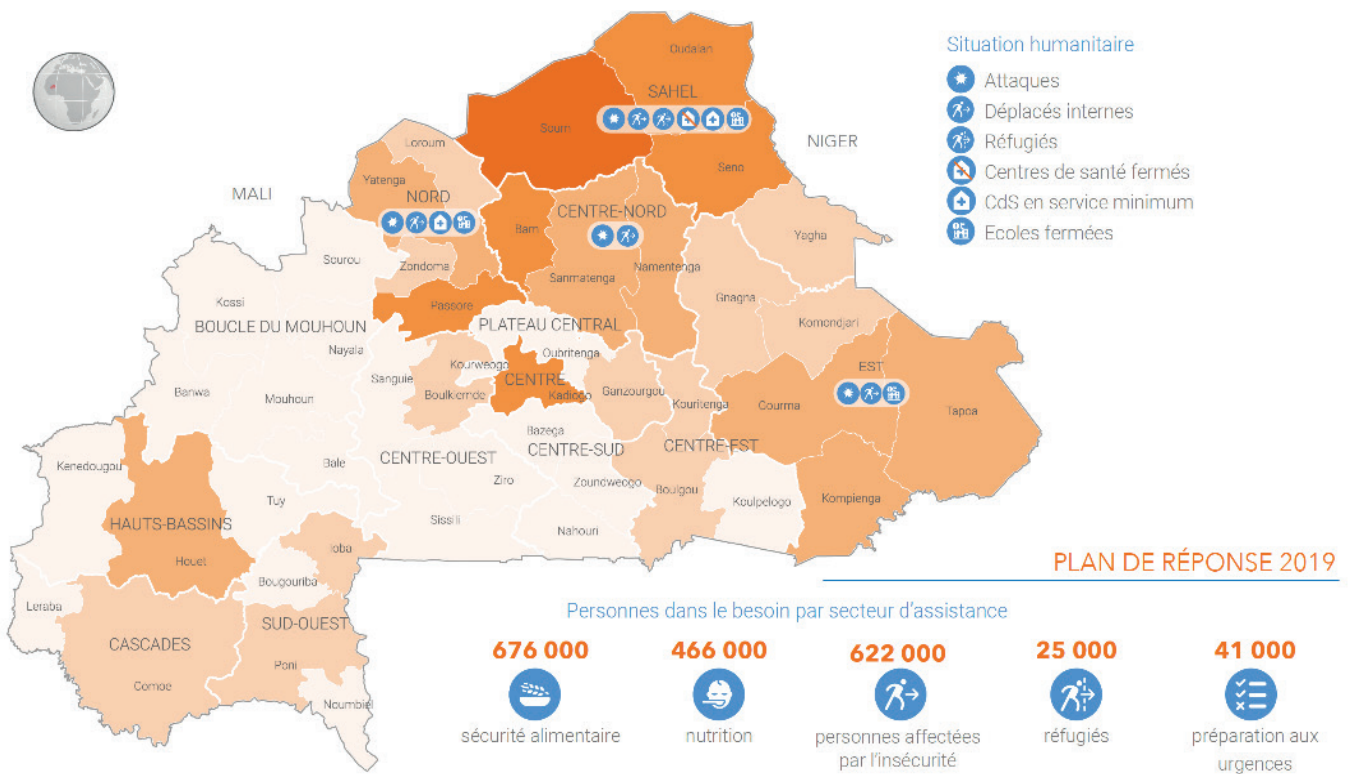 Oudalan
Situation humanitaire
Attaques
Déplacés internes
Réfugiés
Centres de santé fermés
CdS en service minimum
Ecoles fermées
SAHEL
Soum
NIGER
Loroum
Seno
Yatenga
MALI
NORD
CENTRE-NORD
Bam
Yagha
Sourou
Zondoma
Namentenga
Sanmatenga
Gnagna
Kossi
Passore
Komondjari
BOUCLE DU MOUHOUN
PLATEAU CENTRAL
Nayala
Oubritenga
Kourweogo
EST
Sanguie
CENTRE
Banwa
Boulkiemde
Kadiogo
Ganzourgou
Mouhoun
Kouritenga
Gourma
Tapoa
Bazega
CENTRE-EST
CENTRE-SUD
CENTRE-OUEST
Kenedougou
Bale
Ziro
Zoundweogo
Boulgou
Tuy
Koulpelogo
Kompienga
HAUTS-BASSINS
Sissili
Nahouri
Ioba
Houet
PLAN DE RÉPONSE 2019
Bougouriba
Leraba
Personnes dans le besoin par secteur d'assistance
SUD-OUEST
CASCADES
Poni
Comoe
Noumbiel
676 000
466 000
622 000
25 000
41 000
sécurité alimentaire
nutrition
personnes affectées
par l'insécurité
réfugiés
préparation aux
urgences